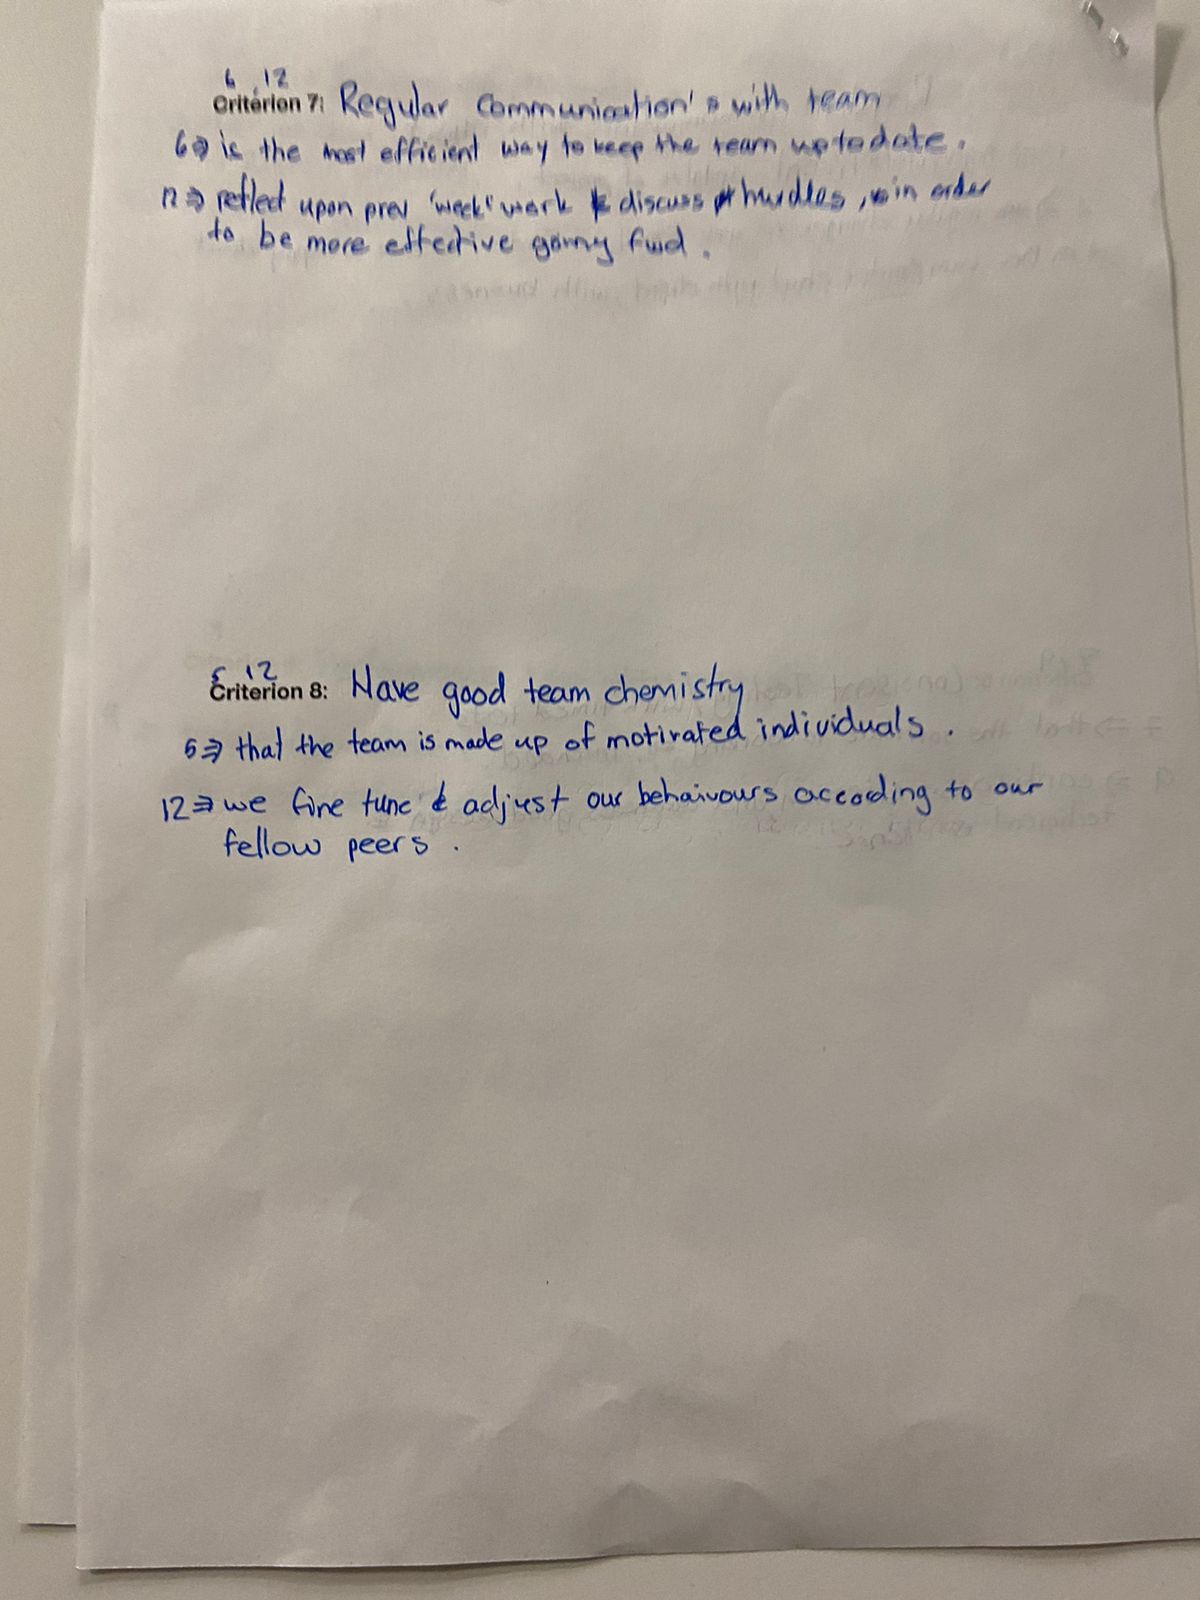 6, 12
Criterion 7: Regular Communication's with team
6⇒ is the most efficient way to keep the team up to date.
12⇒ reflect upon prev 'week' work & discuss hurdles, in order
to be more effective going fwd.
5, 12
Criterion 8: Have good team chemistry
5⇒ that the team is made up of motivated individuals.
12⇒ we fine tune & adjust our behaivours accoding to our
fellow peers.